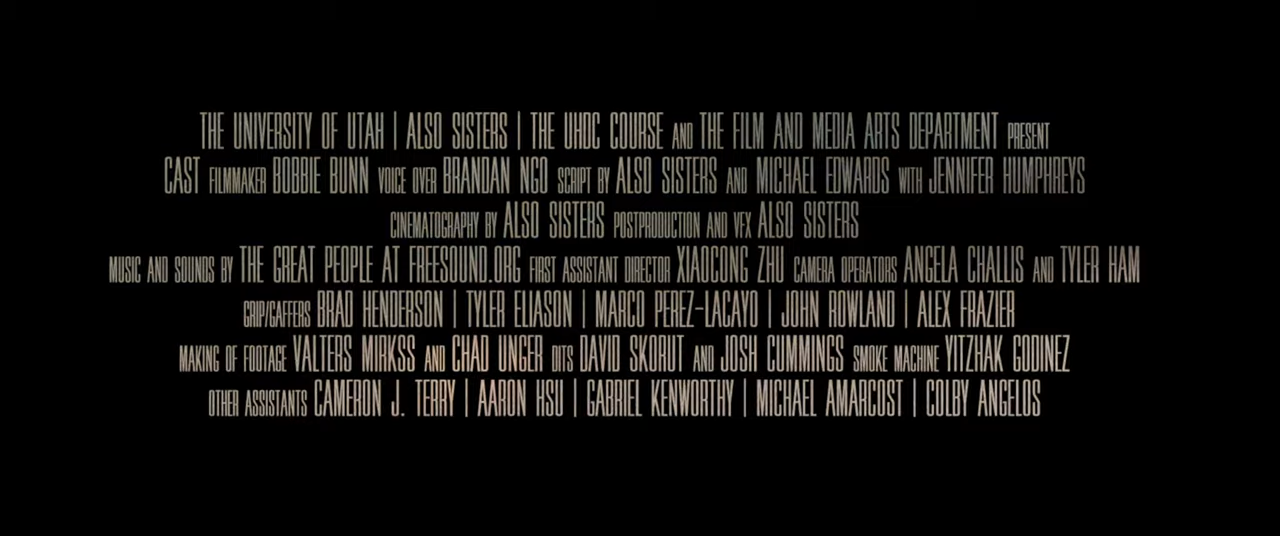 THE UNIVERSITY OF UTAH | ALSO SISTERS | THE UHDC COURSE AND THE FILM AND MEDIA ARTS DEPARTMENT PRESENT
CAST FILMMAKER BOBBIE BUNN VOICE OVER BRANDAN NGO SCRIPT BY ALSO SISTERS AND MICHAEL EDWARDS WITH JENNIFER HUMPHREYS
CINEMATOGRAPHY BY ALSO SISTERS POSTPRODUCTION AND VFX ALSO SISTERS
MUSIC AND SOUNDS BY THE GREAT PEOPLE AT FREESOUND.ORG FIRST ASSISTANT DIRECTOR XIAOCONG ZHU CAMERA OPERATORS ANGELA CHALLIS AND TYLER HAM
GRIP/GAFFERS BRAD HENDERSON | TYLER ELIASON | MARCO PEREZ-LACAYO | JOHN ROWLAND | ALEX FRAZIER
MAKING OF FOOTAGE VALTERS MIRKSS AND CHAD UNGER DITS DAVID SKORUT AND JOSH CUMMINGS SMOKE MACHINE YITZHAK GODINEZ
OTHER ASSISTANTS CAMERON J. TERRY | AARON HSU | GABRIEL KENWORTHY | MICHAEL AMARCOST | COLBY ANGELOS